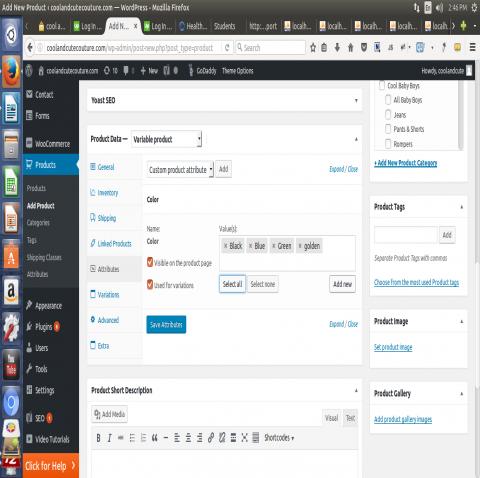 Add New Product ‹ coolandcutecouture.com — WordPress - Mozilla Firefox
En
2:46 PM
cool a
Log In
Add N ×
Log In
Health...
Students
http:...port
localh...
localh...
localh...
localh...
coolandcutecouture.com/wp-admin/post-new.php?post_type=product
Search
coolandcutecouture.com
10
0
+ New
GoDaddy
Theme Options
Howdy, coolandcute
Contact
Forms
WooCommerce
Products
Products
Add Product
Categories
Tags
Shipping Classes
Attributes
Appearance
Plugins
Users
Tools
Settings
SEO
Video Tutorials
Click for Help
Yoast SEO
Product Data — Variable product
General
Inventory
Shipping
Linked Products
Attributes
Variations
Advanced
Extra
Custom product attribute
Add
Expand / Close
Color
Name:
Color
Value(s):
× Black
× Blue
× Green
× golden
Visible on the product page
Used for variations
Select all
Select none
Add new
Save Attributes
Expand / Close
Product Short Description
Add Media
Visual
Text
B I ABC
Shortcodes
Cool Baby Boys
All Baby Boys
Jeans
Pants & Shorts
Rompers
+ Add New Product Category
Product Tags
Add
Separate Product Tags with commas
Choose from the most used Product tags
Product Image
Set product image
Product Gallery
Add product gallery images